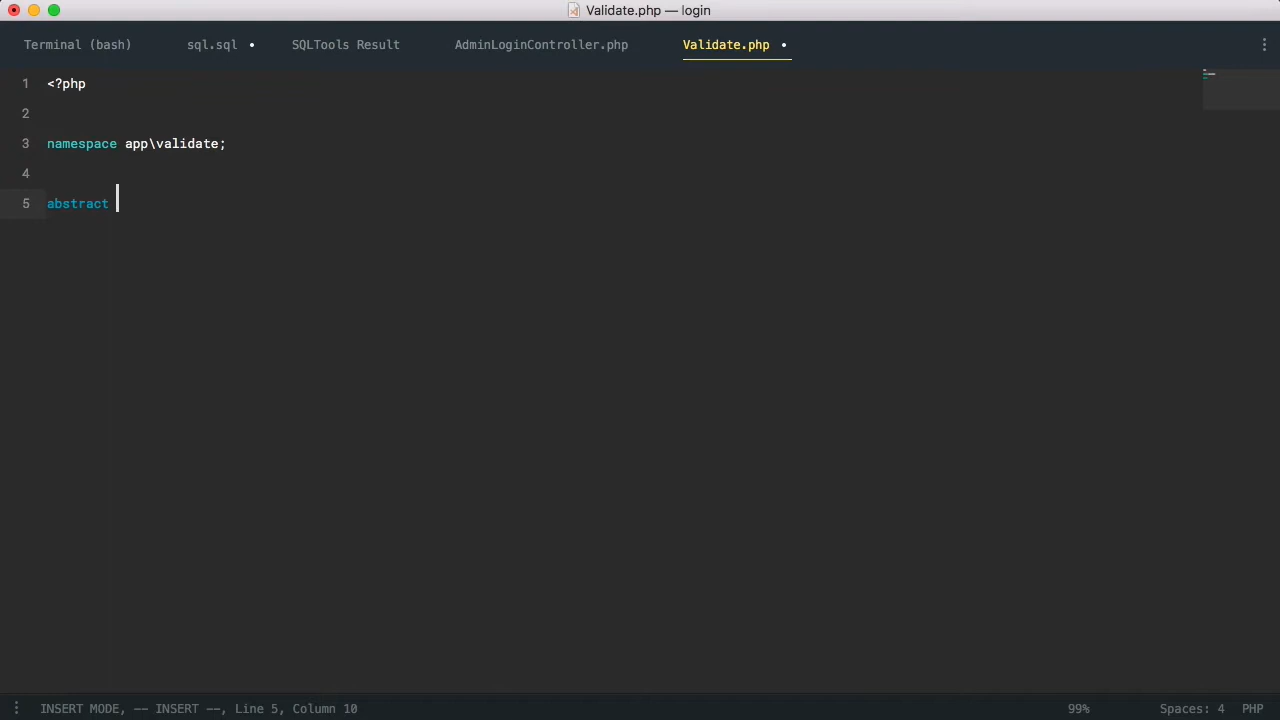 Validate.php — login
Terminal (bash) sql.sql • SQLTools Result AdminLoginController.php Validate.php •
1 <?php
2
3 namespace app\validate;
4
5 abstract
INSERT MODE, -- INSERT --, Line 5, Column 10 99% Spaces: 4 PHP